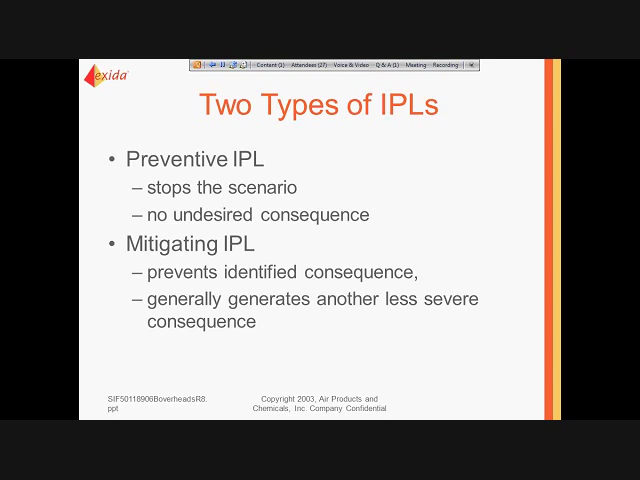 exida
Content (1) Attendees (27) Voice & Video Q & A (1) Meeting Recording
Two Types of IPLs
• Preventive IPL
– stops the scenario
– no undesired consequence
• Mitigating IPL
– prevents identified consequence,
– generally generates another less severe
consequence
SIF50118906BoverheadsR8.
ppt
Copyright 2003, Air Products and
Chemicals, Inc. Company Confidential